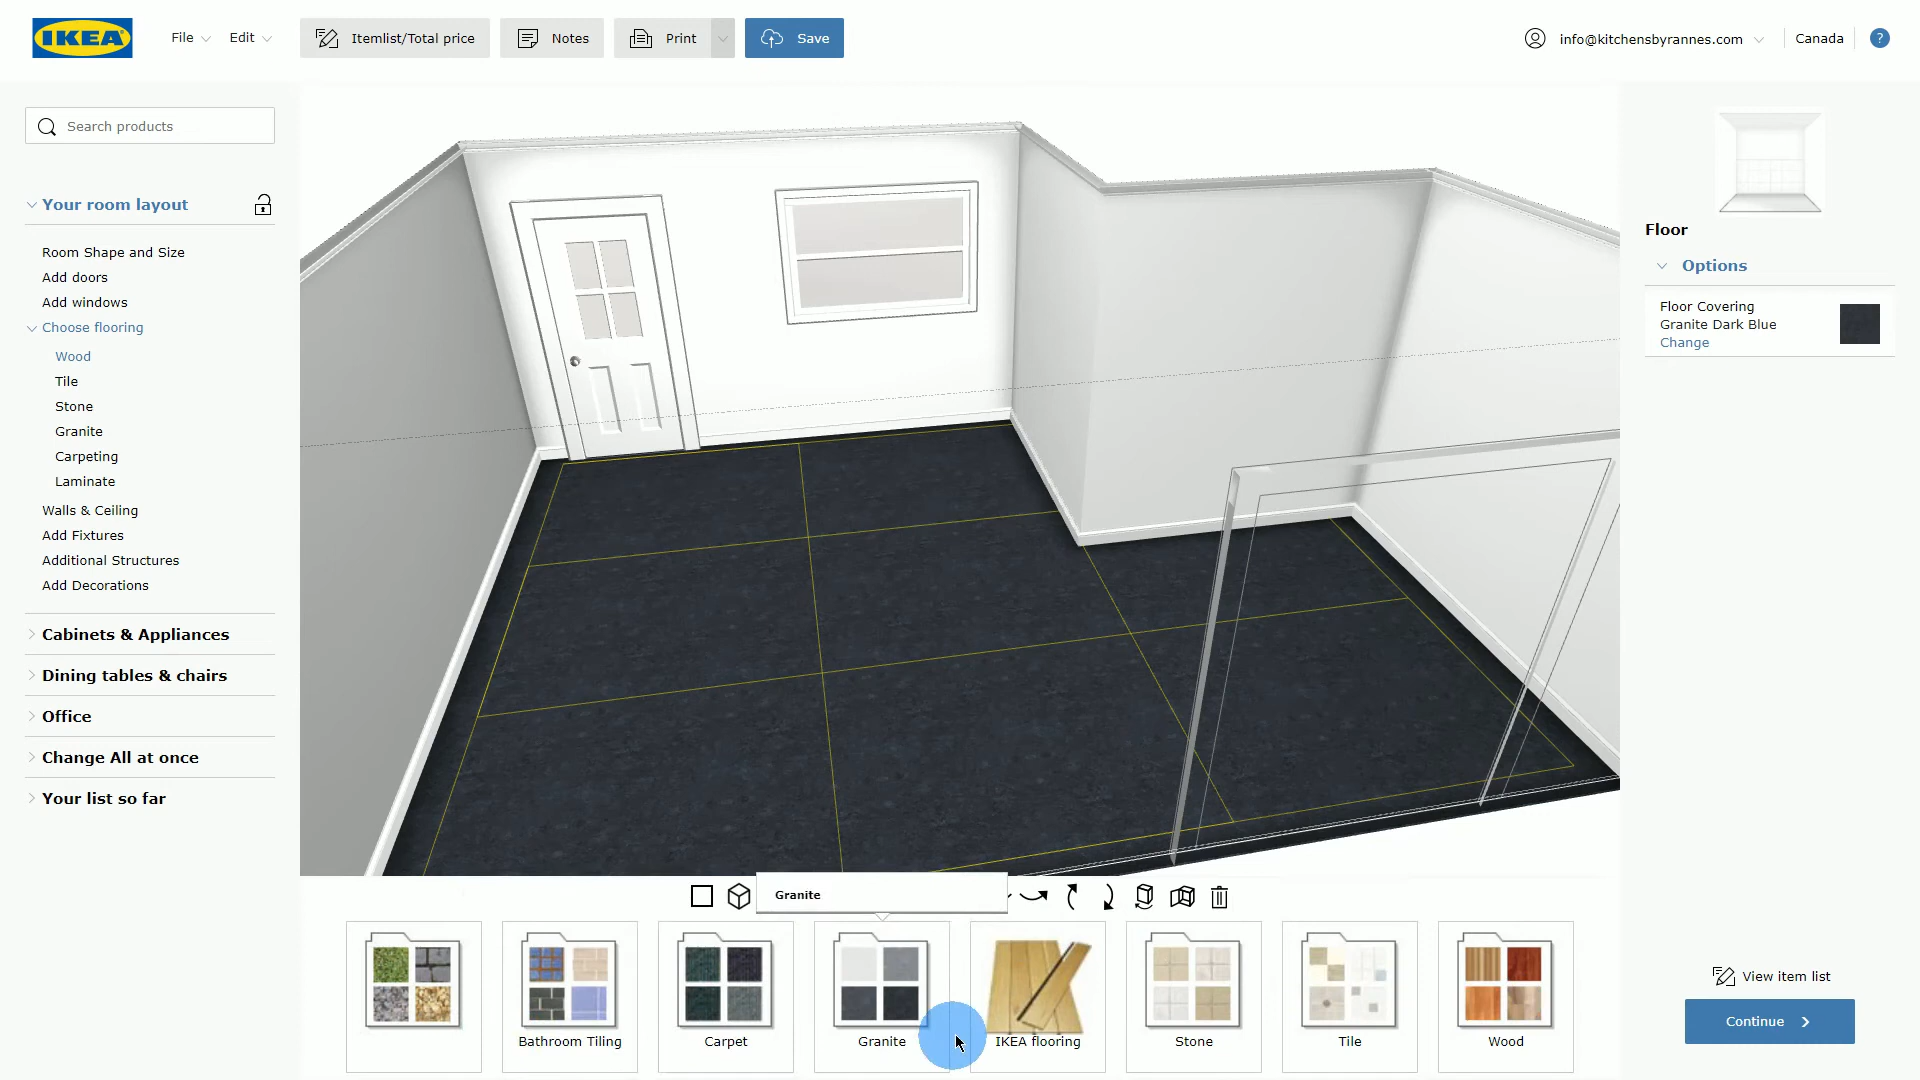 IKEA
File
Edit
Itemlist/Total price
Notes
Print
Save
info@kitchensbyrannes.com
Canada
?
Search products
Your room layout
Room Shape and Size
Add doors
Add windows
Choose flooring
Wood
Tile
Stone
Granite
Carpeting
Laminate
Walls & Ceiling
Add Fixtures
Additional Structures
Add Decorations
Cabinets & Appliances
Dining tables & chairs
Office
Change All at once
Your list so far
Floor
Options
Floor Covering
Granite Dark Blue
Change
Granite
Bathroom Tiling
Carpet
Granite
IKEA flooring
Stone
Tile
Wood
View item list
Continue